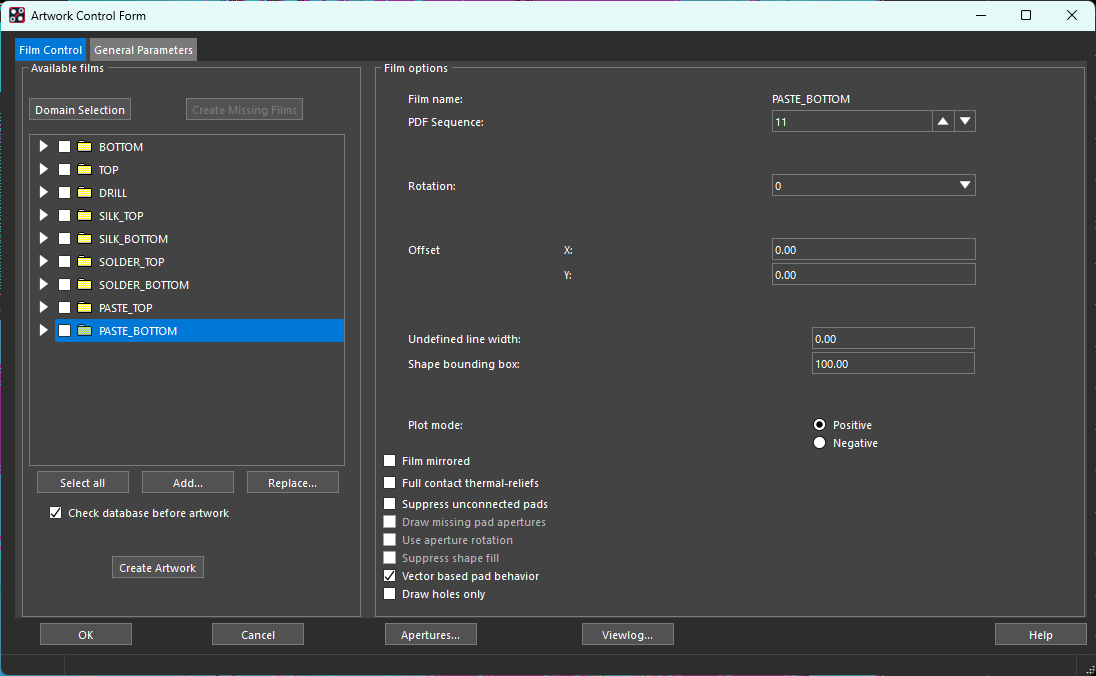 Artwork Control Form
Film Control
General Parameters
Available films
Domain Selection
Create Missing Films
BOTTOM
TOP
DRILL
SILK_TOP
SILK_BOTTOM
SOLDER_TOP
SOLDER_BOTTOM
PASTE_TOP
PASTE_BOTTOM
Select all
Add...
Replace...
Check database before artwork
Create Artwork
Film options
Film name:
PASTE_BOTTOM
PDF Sequence:
11
Rotation:
0
Offset
X:
0.00
Y:
0.00
Undefined line width:
0.00
Shape bounding box:
100.00
Plot mode:
Positive
Negative
Film mirrored
Full contact thermal-reliefs
Suppress unconnected pads
Draw missing pad apertures
Use aperture rotation
Suppress shape fill
Vector based pad behavior
Draw holes only
OK
Cancel
Apertures...
Viewlog...
Help